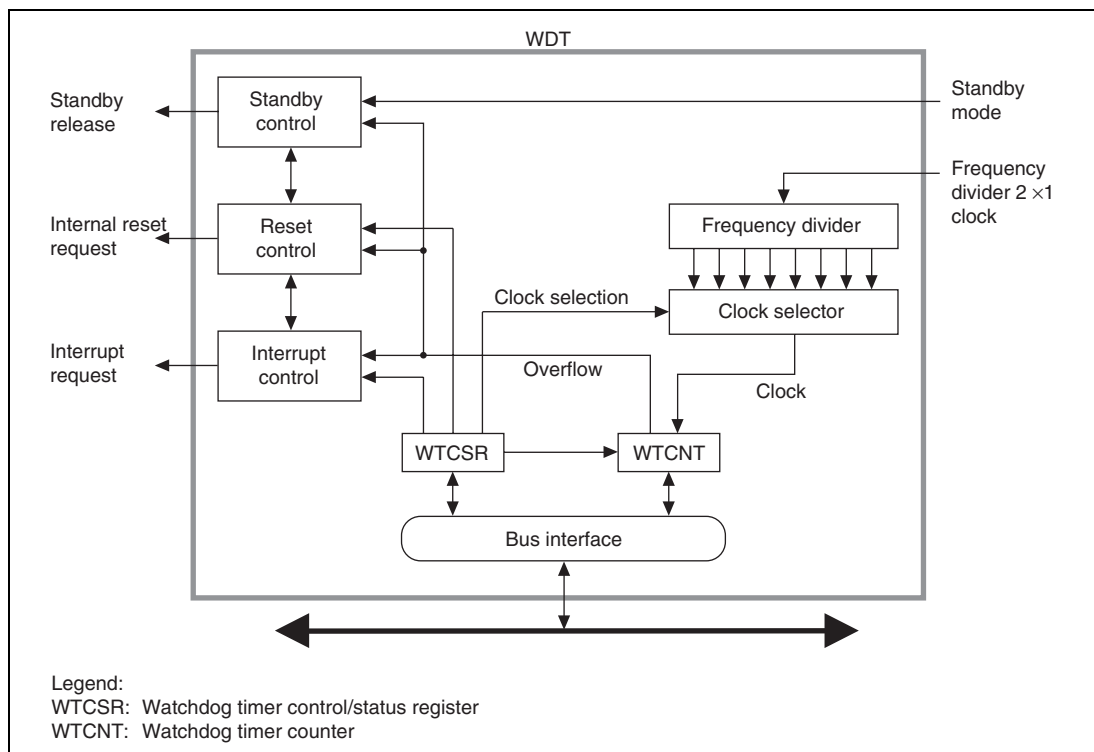 WDT
Standby
release
Standby
control
Standby
mode
Frequency
divider 2 ×1
clock
Internal reset
request
Reset
control
Frequency divider
Clock selection
Clock selector
Interrupt
request
Interrupt
control
Overflow
Clock
WTCSR
WTCNT
Bus interface
Legend:
WTCSR: Watchdog timer control/status register
WTCNT: Watchdog timer counter